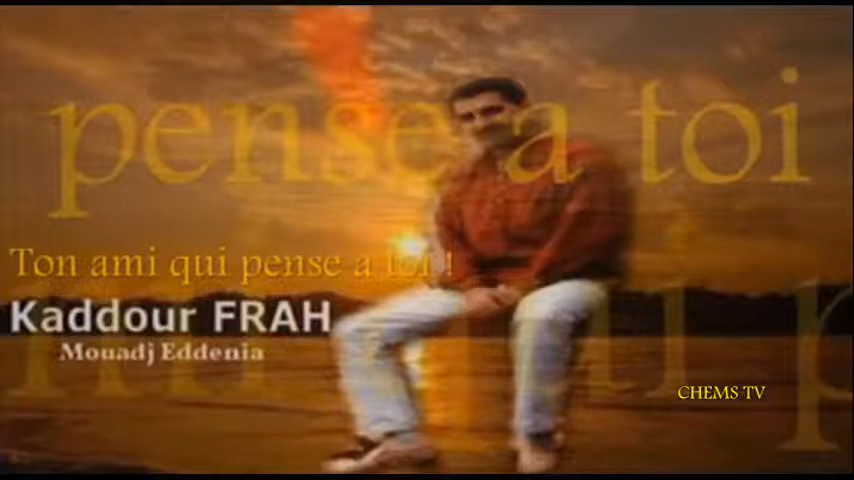 pense a toi
Ton ami qui pense a toi !
Kaddour FRAH
Mouadj Eddenia
CHEMS TV